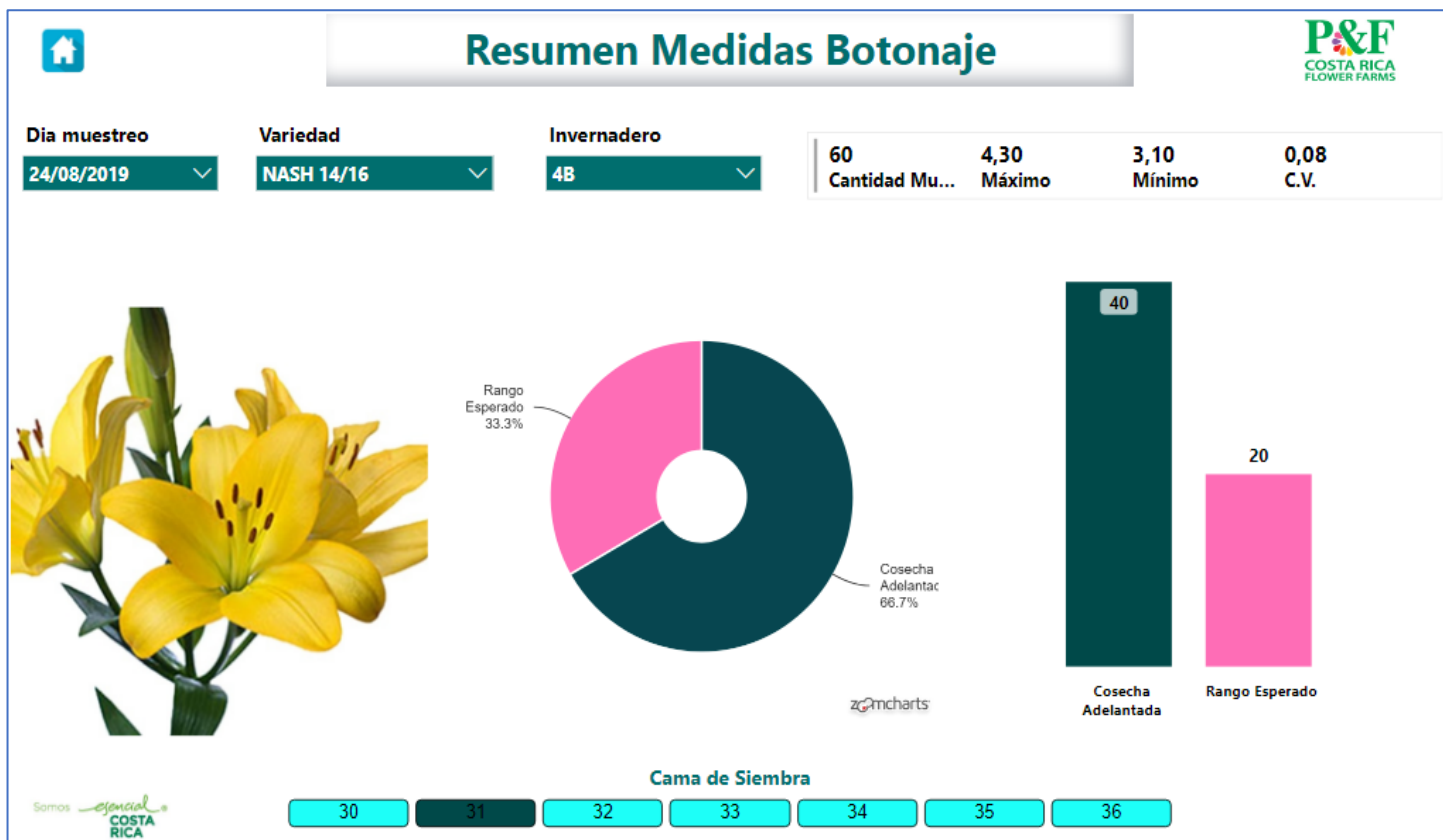 Resumen Medidas Botonaje
P&F
COSTA RICA
FLOWER FARMS
Dia muestreo
24/08/2019
Variedad
NASH 14/16
Invernadero
4B
60
Cantidad Mu...
4,30
Máximo
3,10
Mínimo
0,08
C.V.
Rango
Esperado
33.3%
Cosecha
Adelantac
66.7%
zoomcharts
40
20
Cosecha
Adelantada
Rango Esperado
Cama de Siembra
30
31
32
33
34
35
36
Somos esencial
COSTA
RICA